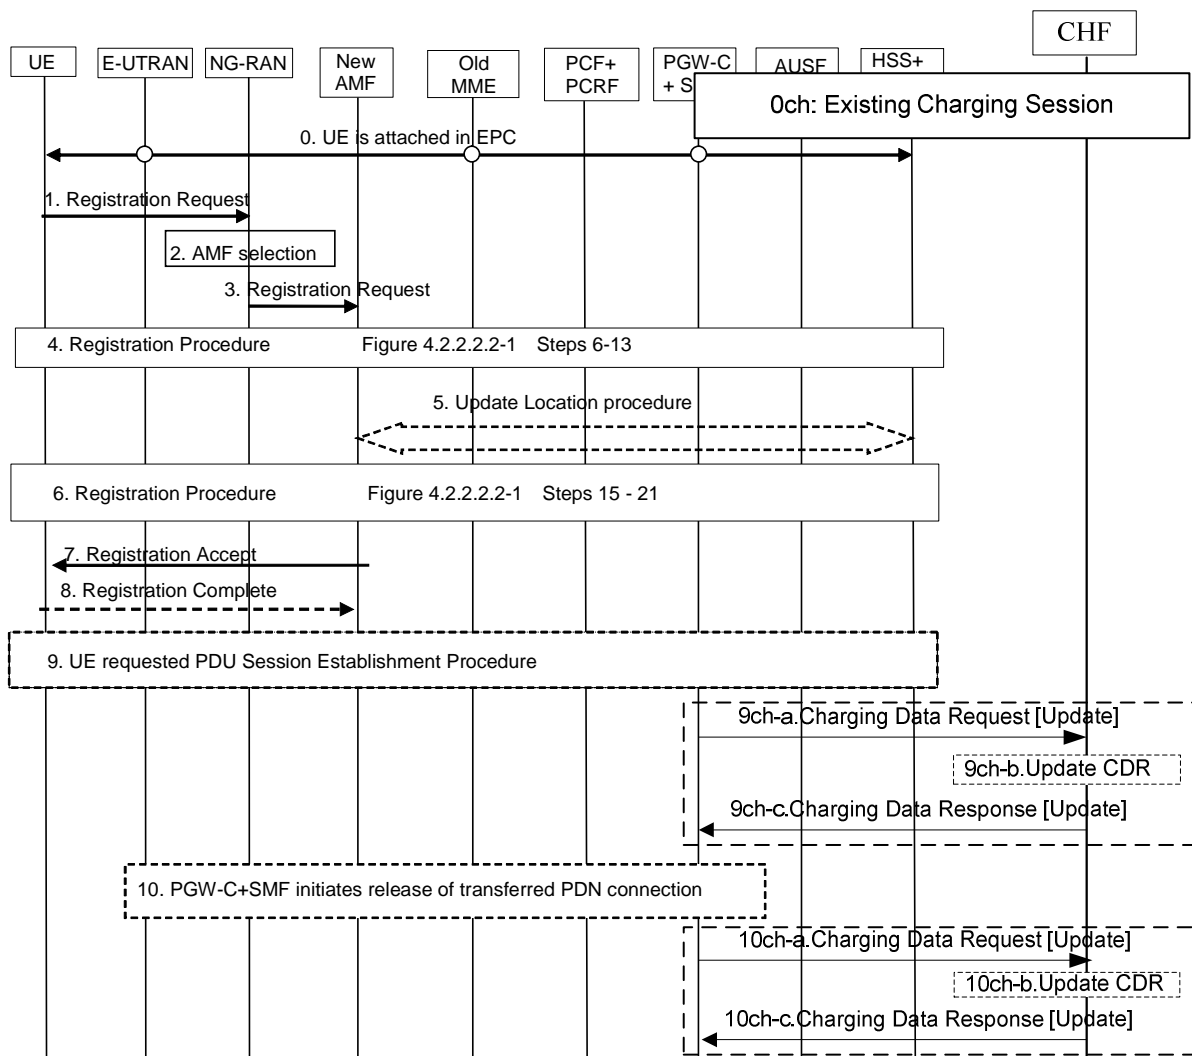 CHF
UE
E-UTRAN
NG-RAN
New
AMF
Old
MME
PCF+
PCRF
PGW-C
+ S
AUSF
HSS+
0ch: Existing Charging Session
0. UE is attached in EPC
1. Registration Request
2. AMF selection
3. Registration Request
4. Registration Procedure Figure 4.2.2.2.2-1 Steps 6-13
5. Update Location procedure
6. Registration Procedure Figure 4.2.2.2.2-1 Steps 15 - 21
7. Registration Accept
8. Registration Complete
9. UE requested PDU Session Establishment Procedure
9ch-a.Charging Data Request [Update]
9ch-b.Update CDR
9ch-c.Charging Data Response [Update]
10. PGW-C+SMF initiates release of transferred PDN connection
10ch-a.Charging Data Request [Update]
10ch-b.Update CDR
10ch-c.Charging Data Response [Update]